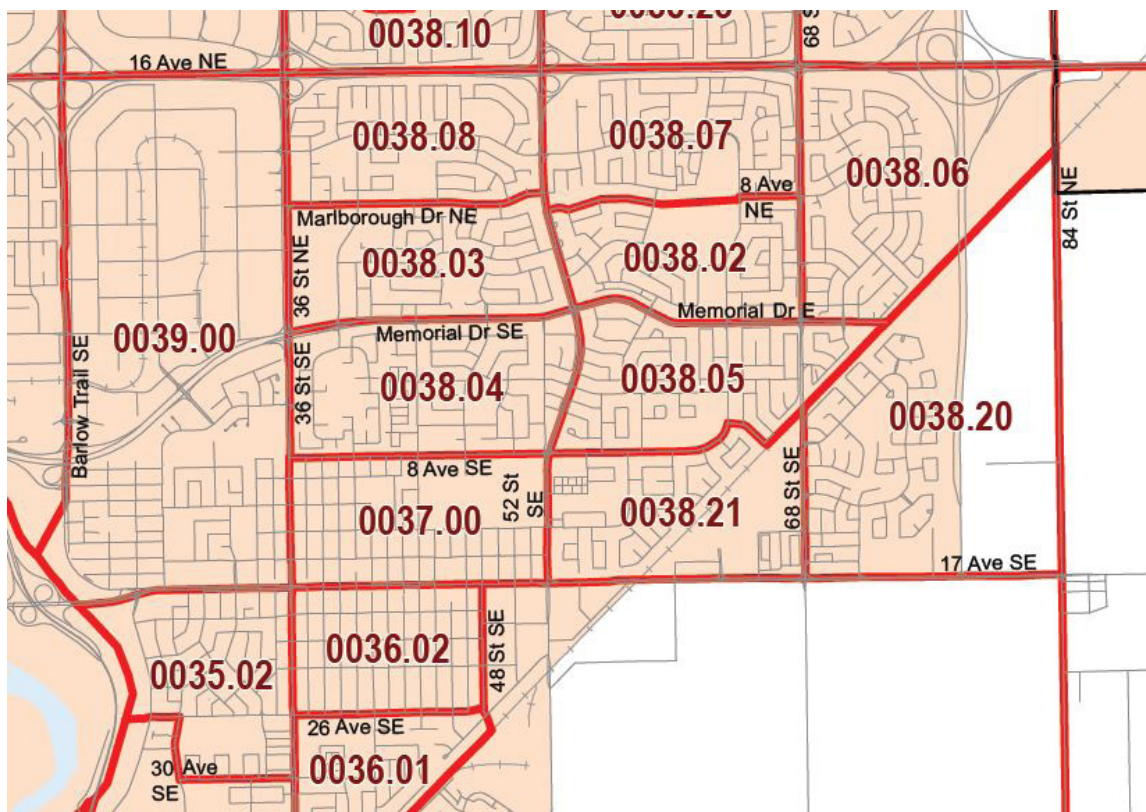 0038.10
68 S
16 Ave NE
0038.08
0038.07
8 Ave
NE
0038.06
Marlborough Dr NE
84 St NE
36 St NE
0038.03
0038.02
Memorial Dr E
0039.00
Memorial Dr SE
Barlow Trail SE
36 St SE
0038.04
0038.05
0038.20
8 Ave SE
52 St
SE
68 St SE
0037.00
0038.21
17 Ave SE
0036.02
48 St SE
0035.02
26 Ave SE
30 Ave
SE
0036.01